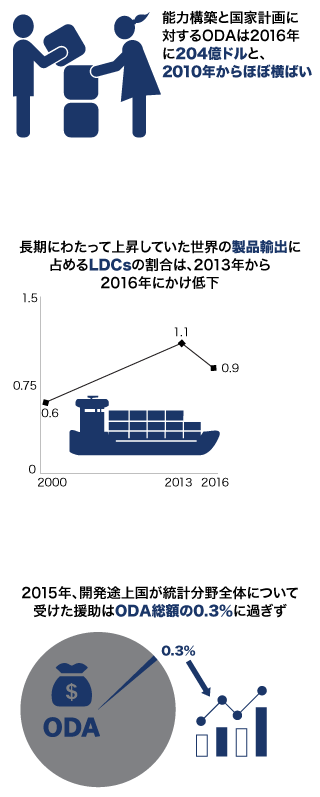 能力構築と国家計画に
対するODAは2016年
に204億ドルと、
2010年からほぼ横ばい
長期にわたって上昇していた世界の製品輸出に
占めるLDCsの割合は、2013年から
2016年にかけ低下
1.5
1.1
0.9
0.75
0.6
0
2000 2013 2016
2015年、開発途上国が統計分野全体について
受けた援助はODA総額の0.3%に過ぎず
0.3%
$
ODA